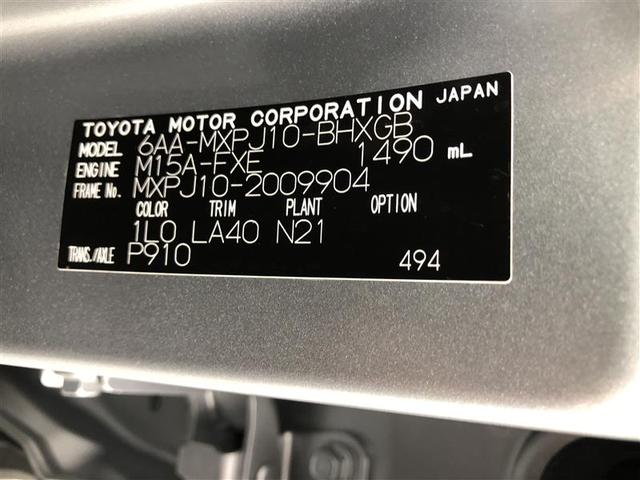 TOYOTA MOTOR CORPORATION JAPAN
MODEL 6AA-MXPJ10-BHXGB
ENGINE M15A-FXE 1490 mL
FRAME No. MXPJ10-2009904
COLOR TRIM PLANT OPTION
1L0 LA40 N21
TRANS./AXLE P910 494